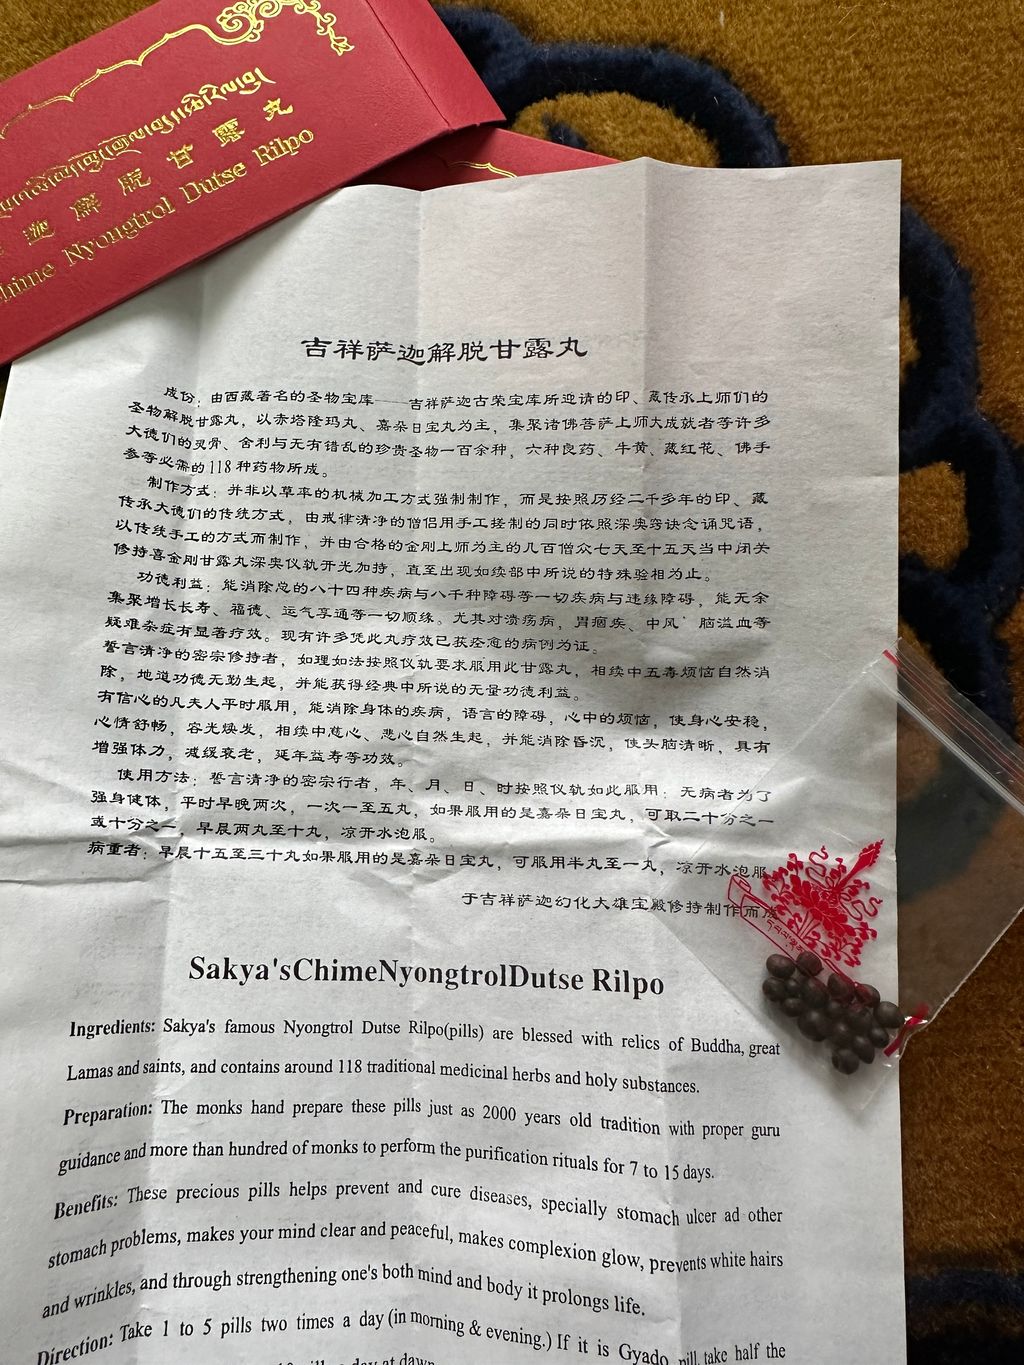 解脱甘露丸
Nyongtrol Dutse Rilpo
吉祥萨迦解脱甘露丸
成份：由西藏著名的圣物宝库——吉祥萨迦古荣宝库所迎请的印、藏传承上师们的
圣物解脱甘露丸，以赤塔隆玛丸、嘉朵日宝丸为主，集聚诸佛菩萨上师大成就者等许多
大德们的灵骨、舍利与无有错乱的珍贵圣物一百余种，六种良药、牛黄、藏红花、佛手
参等必需的118种药物所成。
制作方式：并非以草率的机械加工方式强制制作，而是按照历经二千多年的印、藏
传承大德们的传统方式，由戒律清净的僧侣用手工搓制的同时依照深奥窍诀念诵咒语，
以传统手工的方式而制作，并由合格的金刚上师为主的几百僧众七天至十五天当中闭关
修持喜金刚甘露丸深奥仪轨开光加持，直至出现如续部中所说的特殊验相为止。
功德利益：能消除总的八十四种疾病与八千种障碍等一切疾病与违缘障碍，能无余
集聚增长长寿、福德、运气亨通等一切顺缘。尤其对溃疡病，胃痼疾、中风、脑溢血等
疑难杂症有显著疗效。现有许多凭此丸疗效已获痊愈的病例为证。
誓言清净的密宗修持者，如理如法按照仪轨要求服用此甘露丸，相续中五毒烦恼自然消
除，地道功德无勤生起，并能获得经典中所说的无量功德利益。
有信心的凡夫人平时服用，能消除身体的疾病，语言的障碍，心中的烦恼，使身心安稳，
心情舒畅，容光焕发，相续中慈心、悲心自然生起，并能消除昏沉，使头脑清晰，具有
增强体力，减缓衰老，延年益寿等功效。
使用方法：誓言清净的密宗行者，年、月、日、时按照仪轨如此服用：无病者为了
强身健体，平时早晚两次，一次一至五丸，如果服用的是嘉朵日宝丸，可取二十分之一
或十分之一，早晨两丸至十丸，凉开水泡服。
病重者：早晨十五至三十丸如果服用的是嘉朵日宝丸，可服用半丸至一丸，凉开水泡服
于吉祥萨迦幻化大雄宝殿修持制作而成
Sakya'sChimeNyongtrolDutse Rilpo
Ingredients: Sakya's famous Nyongtrol Dutse Rilpo(pills) are blessed with relics of Buddha, great
Lamas and saints, and contains around 118 traditional medicinal herbs and holy substances.
Preparation: The monks hand prepare these pills just as 2000 years old tradition with proper guru
guidance and more than hundred of monks to perform the purification rituals for 7 to 15 days.
Benefits: These precious pills helps prevent and cure diseases, specially stomach ulcer ad other
stomach problems, makes your mind clear and peaceful, makes complexion glow, prevents white hairs
and wrinkles, and through strengthening one's both mind and body it prolongs life.
Direction: Take 1 to 5 pills two times a day (in morning & evening.) If it is Gyado pill, take half the
a day at dawn